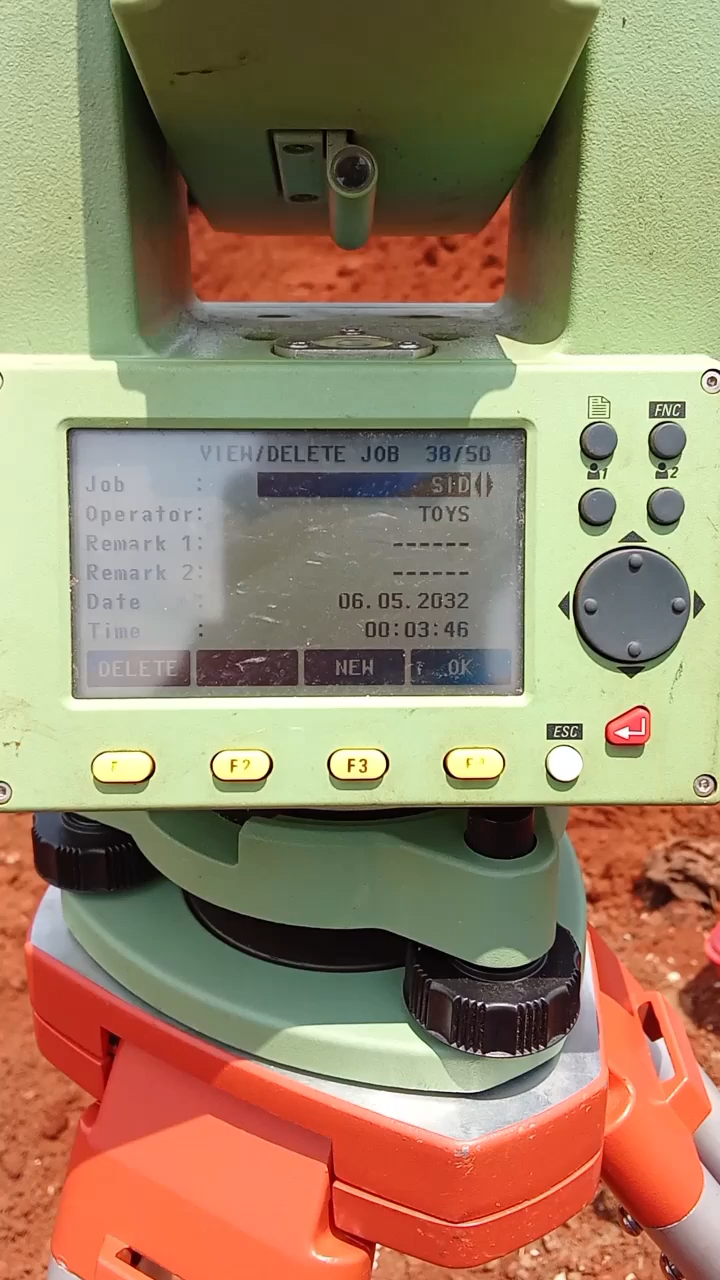 VIEW/DELETE JOB 38/50
Job : SID
Operator: TOYS
Remark 1: ------
Remark 2: ------
Date : 06.05.2032
Time : 00:03:46
DELETE NEW OK
FNC
1 2
ESC
F2 F3